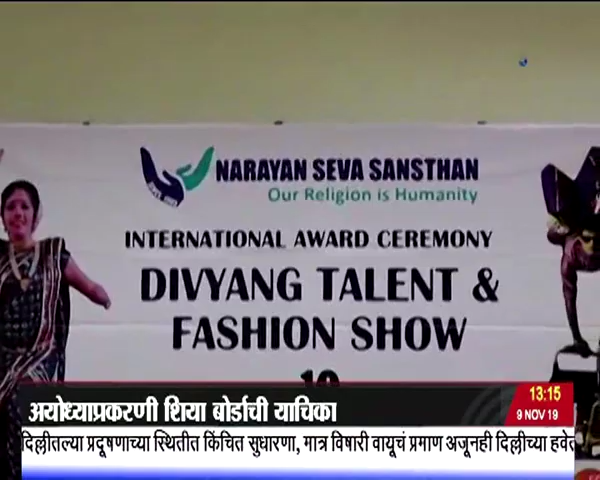 NARAYAN SEVA SANSTHAN
Our Religion is Humanity
INTERNATIONAL AWARD CEREMONY
DIVYANG TALENT &
FASHION SHOW
13:15
अयोध्याप्रकरणी शिया बोर्डाची याचिका
9 NOV 19
दिल्लीतल्या प्रदूषणाच्या स्थितीत किंचित सुधारणा, मात्र विषारी वायूचं प्रमाण अजूनही दिल्लीच्या